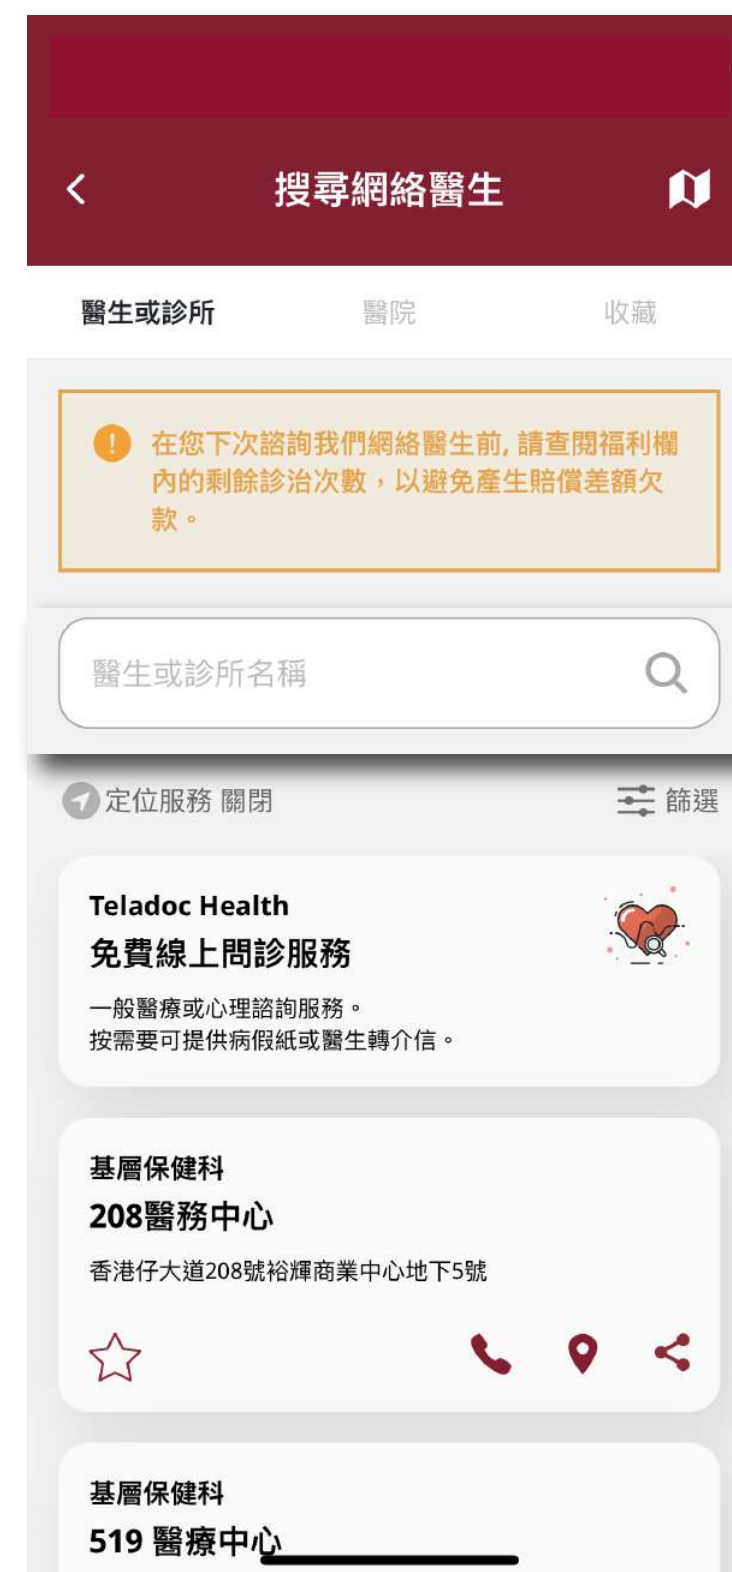 搜尋網絡醫生
醫生或診所
醫院
收藏
在您下次諮詢我們網絡醫生前, 請查閱福利欄
內的剩餘診治次數，以避免產生賠償差額欠
款。
醫生或診所名稱
定位服務 關閉
篩選
Teladoc Health
免費線上問診服務
一般醫療或心理諮詢服務。
按需要可提供病假紙或醫生轉介信。
基層保健科
208醫務中心
香港仔大道208號裕輝商業中心地下5號
基層保健科
519 醫療中心